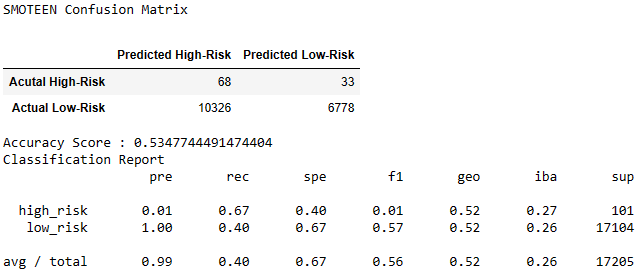 SMOTEEN Confusion Matrix
Predicted High-Risk Predicted Low-Risk
Acutal High-Risk 68 33
Actual Low-Risk 10326 6778
Accuracy Score : 0.5347744491474404
Classification Report
pre rec spe f1 geo iba sup
high_risk 0.01 0.67 0.40 0.01 0.52 0.27 101
low_risk 1.00 0.40 0.67 0.57 0.52 0.26 17104
avg / total 0.99 0.40 0.67 0.56 0.52 0.26 17205